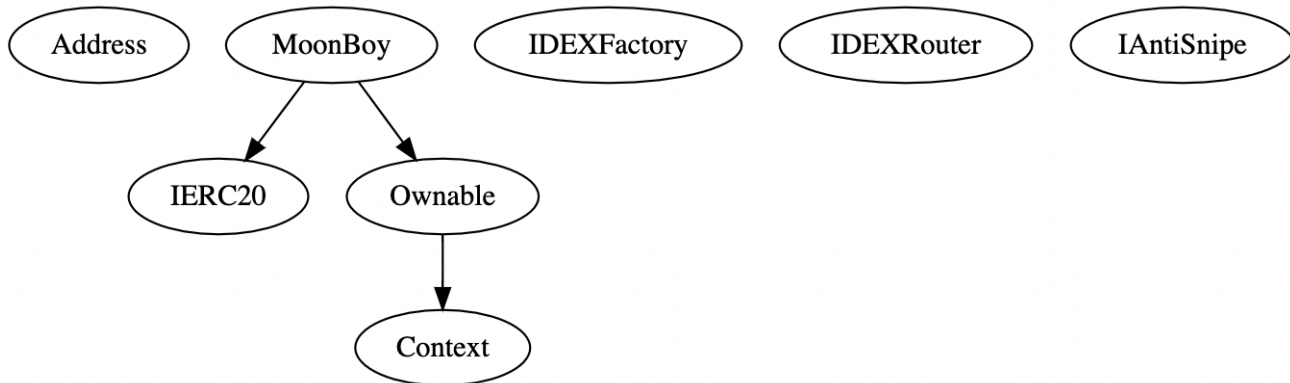 Address
MoonBoy
IDEXFactory
IDEXRouter
IAntiSnipe
IERC20
Ownable
Context